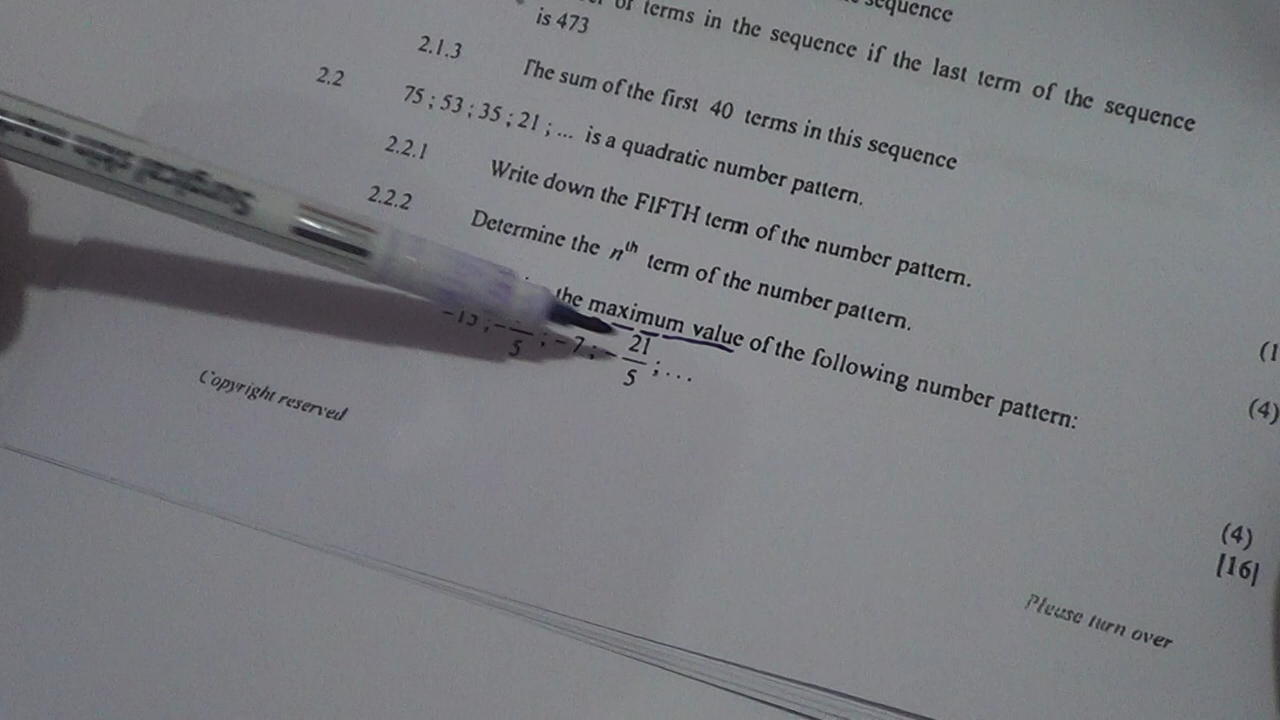 sequence
of terms in the sequence if the last term of the sequence
is 473
2.1.3 The sum of the first 40 terms in this sequence
2.2 75 ; 53 ; 35 ; 21 ; ... is a quadratic number pattern.
2.2.1 Write down the FIFTH term of the number pattern. (1
2.2.2 Determine the nth term of the number pattern. (4)
the maximum value of the following number pattern:
-15 ; - /5 ; - 7 ; - 21/5 ; ...
(4)
[16]
Copyright reserved
Please turn over